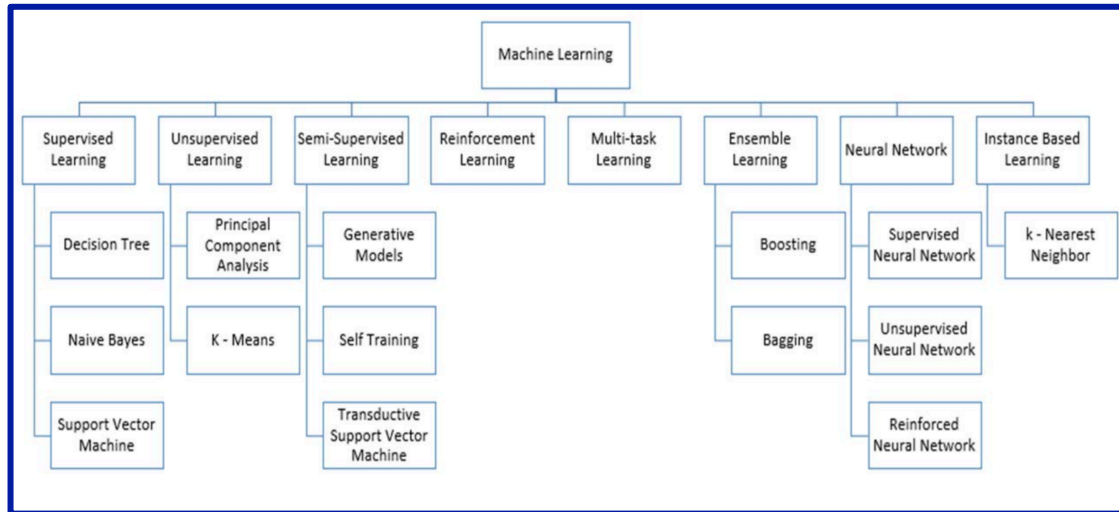 Machine Learning
Supervised
Learning
Unsupervised
Learning
Semi-Supervised
Learning
Reinforcement
Learning
Multi-task
Learning
Ensemble
Learning
Neural Network
Instance Based
Learning
Decision Tree
Principal
Component
Analysis
Generative
Models
Boosting
Supervised
Neural Network
k - Nearest
Neighbor
Naive Bayes
K - Means
Self Training
Bagging
Unsupervised
Neural Network
Support Vector
Machine
Transductive
Support Vector
Machine
Reinforced
Neural Network